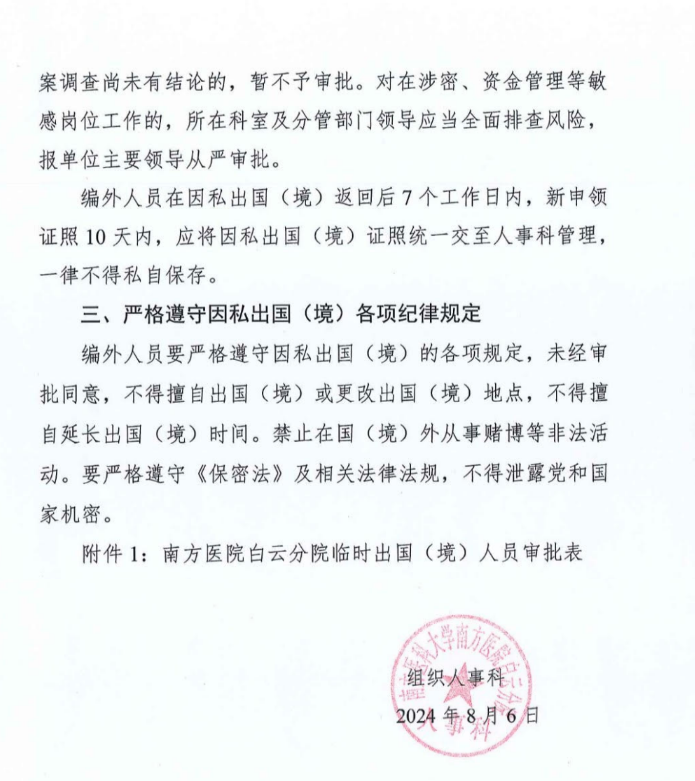 案调查尚未有结论的，暂不予审批。对在涉密、资金管理等敏
感岗位工作的，所在科室及分管部门领导应当全面排查风险，
报单位主要领导从严审批。
编外人员在因私出国（境）返回后 7 个工作日内，新申领
证照 10 天内，应将因私出国（境）证照统一交至人事科管理，
一律不得私自保存。
三、严格遵守因私出国（境）各项纪律规定
编外人员要严格遵守因私出国（境）的各项规定，未经审
批同意，不得擅自出国（境）或更改出国（境）地点，不得擅
自延长出国（境）时间。禁止在国（境）外从事赌博等非法活
动。要严格遵守《保密法》及相关法律法规，不得泄露党和国
家机密。
附件 1：南方医院白云分院临时出国（境）人员审批表
南方医科大学南方医院白云分院
组织人事科
2024 年 8 月 6 日
人事科